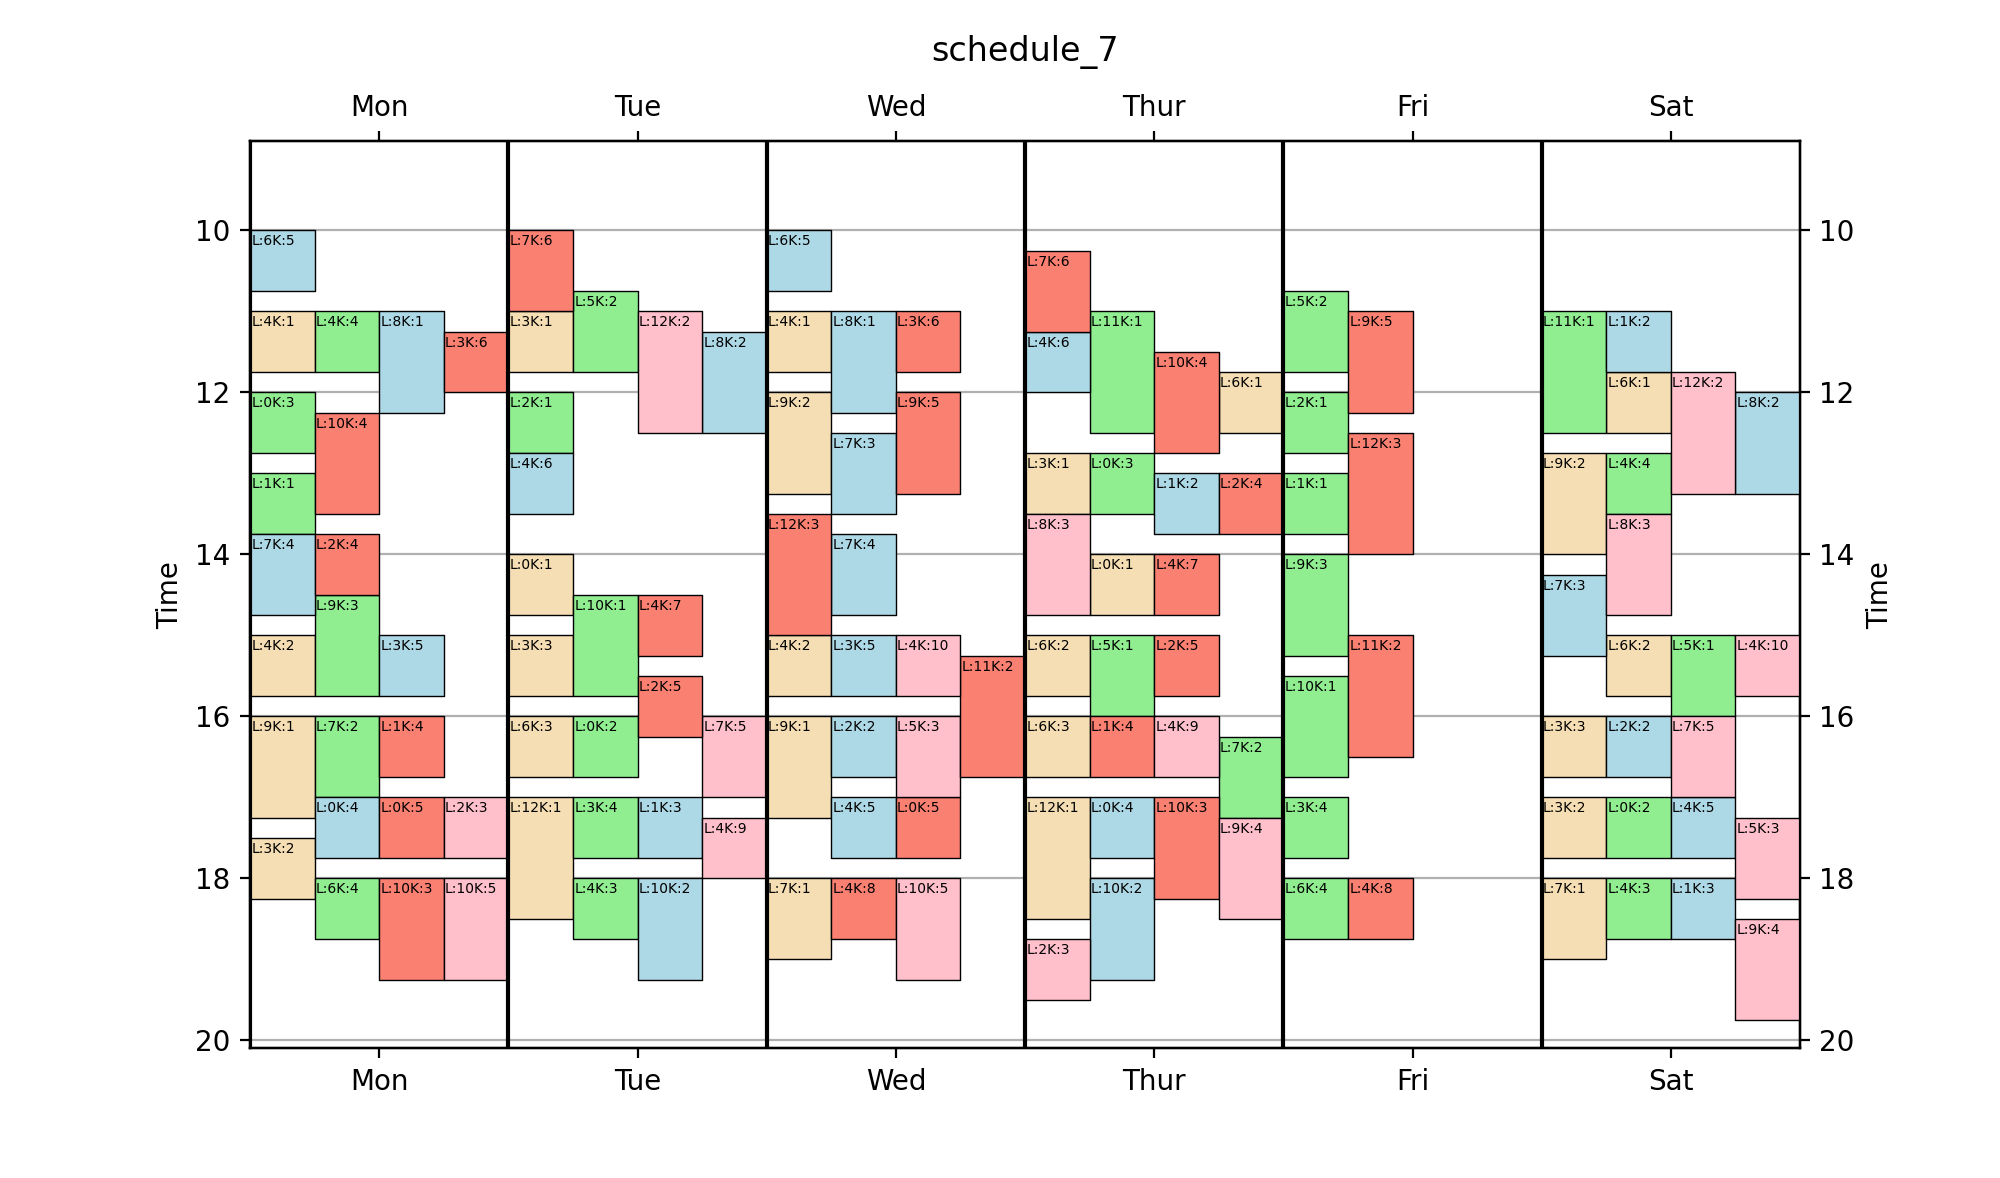 schedule_7
Mon Tue Wed Thur Fri Sat
Time
10
12
14
16
18
20
L:6K:5
L:4K:1 L:4K:4 L:8K:1
L:3K:6
L:0K:3
L:10K:4
L:1K:1
L:7K:4 L:2K:4
L:9K:3
L:4K:2 L:3K:5
L:9K:1 L:7K:2 L:1K:4
L:0K:4 L:0K:5 L:2K:3
L:3K:2
L:6K:4 L:10K:3 L:10K:5
L:7K:6
L:5K:2
L:3K:1 L:12K:2
L:8K:2
L:2K:1
L:4K:6
L:0K:1
L:10K:1 L:4K:7
L:3K:3
L:2K:5
L:6K:3 L:0K:2 L:7K:5
L:12K:1 L:3K:4 L:1K:3
L:4K:9
L:4K:3 L:10K:2
L:6K:5
L:4K:1 L:8K:1 L:3K:6
L:9K:2 L:9K:5
L:7K:3
L:12K:3
L:7K:4
L:4K:2 L:3K:5 L:4K:10
L:11K:2
L:9K:1 L:2K:2 L:5K:3
L:4K:5 L:0K:5
L:7K:1 L:4K:8 L:10K:5
L:7K:6
L:11K:1
L:4K:6
L:10K:4
L:6K:1
L:3K:1 L:0K:3
L:1K:2 L:2K:4
L:8K:3
L:0K:1 L:4K:7
L:6K:2 L:5K:1 L:2K:5
L:6K:3 L:1K:4 L:4K:9
L:7K:2
L:12K:1 L:0K:4 L:10K:3
L:9K:4
L:10K:2
L:2K:3
L:5K:2
L:9K:5
L:2K:1
L:12K:3
L:1K:1
L:9K:3
L:11K:2
L:10K:1
L:3K:4
L:6K:4 L:4K:8
L:11K:1 L:1K:2
L:6K:1 L:12K:2
L:8K:2
L:9K:2 L:4K:4
L:8K:3
L:7K:3
L:6K:2 L:5K:1 L:4K:10
L:3K:3 L:2K:2 L:7K:5
L:3K:2 L:0K:2 L:4K:5
L:5K:3
L:7K:1 L:4K:3 L:1K:3
L:9K:4
10
12
14
16
18
20
Time
Mon Tue Wed Thur Fri Sat